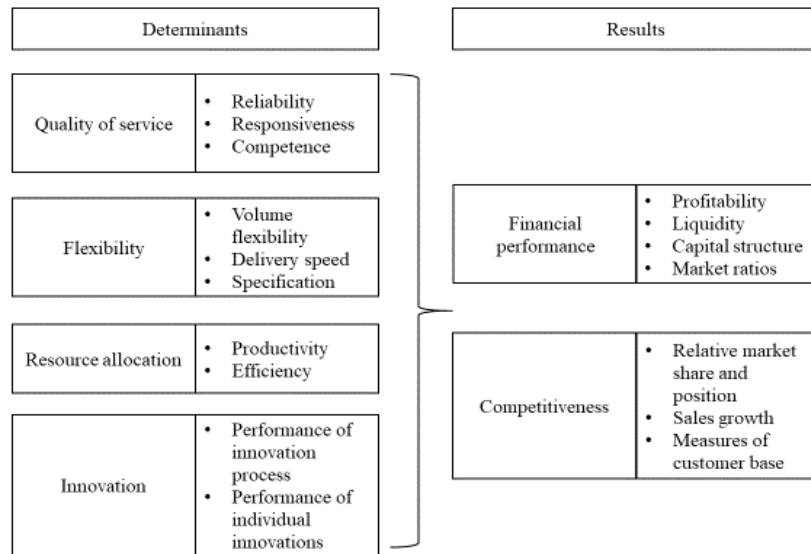 Determinants
Results
Quality of service
• Reliability
• Responsiveness
• Competence
Flexibility
• Volume
flexibility
• Delivery speed
• Specification
Resource allocation
• Productivity
• Efficiency
Innovation
• Performance of
innovation
process
• Performance of
individual
innovations
Financial
performance
• Profitability
• Liquidity
• Capital structure
• Market ratios
Competitiveness
• Relative market
share and
position
• Sales growth
• Measures of
customer base